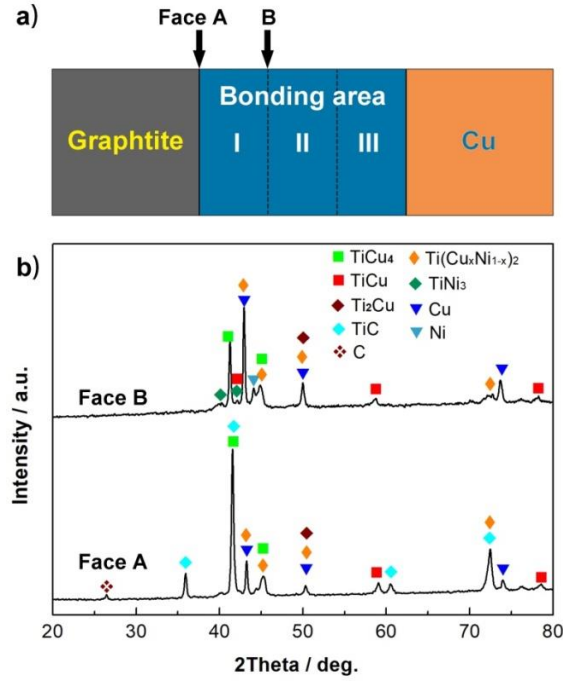 a)
Face A B
Bonding area
Graphtite I II III Cu
b)
TiCu₄ Ti(CuₓNi₁₋ₓ)₂
TiCu TiNi₃
Ti₂Cu Cu
TiC Ni
C
Face B
Face A
Intensity / a.u.
20 30 40 50 60 70 80
2Theta / deg.